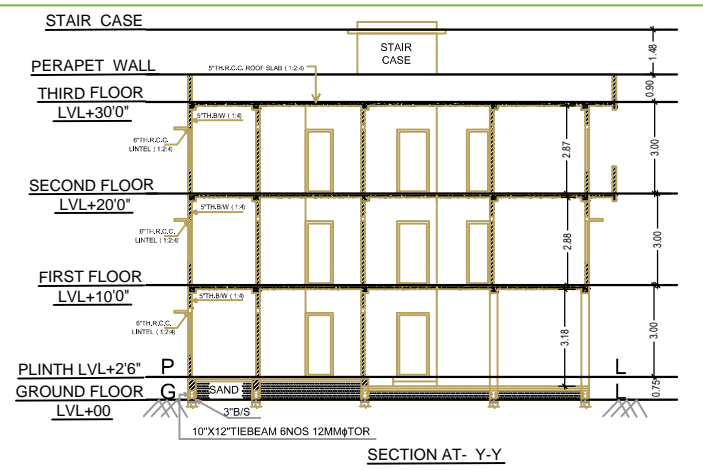 STAIR CASE
STAIR
CASE
1.48
PERAPET WALL
5"TH.R.C.C. ROOF SLAB (1:2:4)
0.90
THIRD FLOOR
LVL+30'0"
5"TH.B/W (1:4)
6"TH.R.C.C.
LINTEL (1:2:4)
2.87
3.00
SECOND FLOOR
LVL+20'0"
5"TH.B/W (1:4)
6"TH.R.C.C.
LINTEL (1:2:4)
2.88
3.00
FIRST FLOOR
LVL+10'0"
5"TH.B/W (1:4)
6"TH.R.C.C.
LINTEL (1:2:4)
3.18
3.00
PLINTH LVL+2'6" P L
GROUND FLOOR G SAND L 0.75
LVL+00
3"B/S
10"X12"TIEBEAM 6NOS 12MMϕTOR
SECTION AT- Y-Y